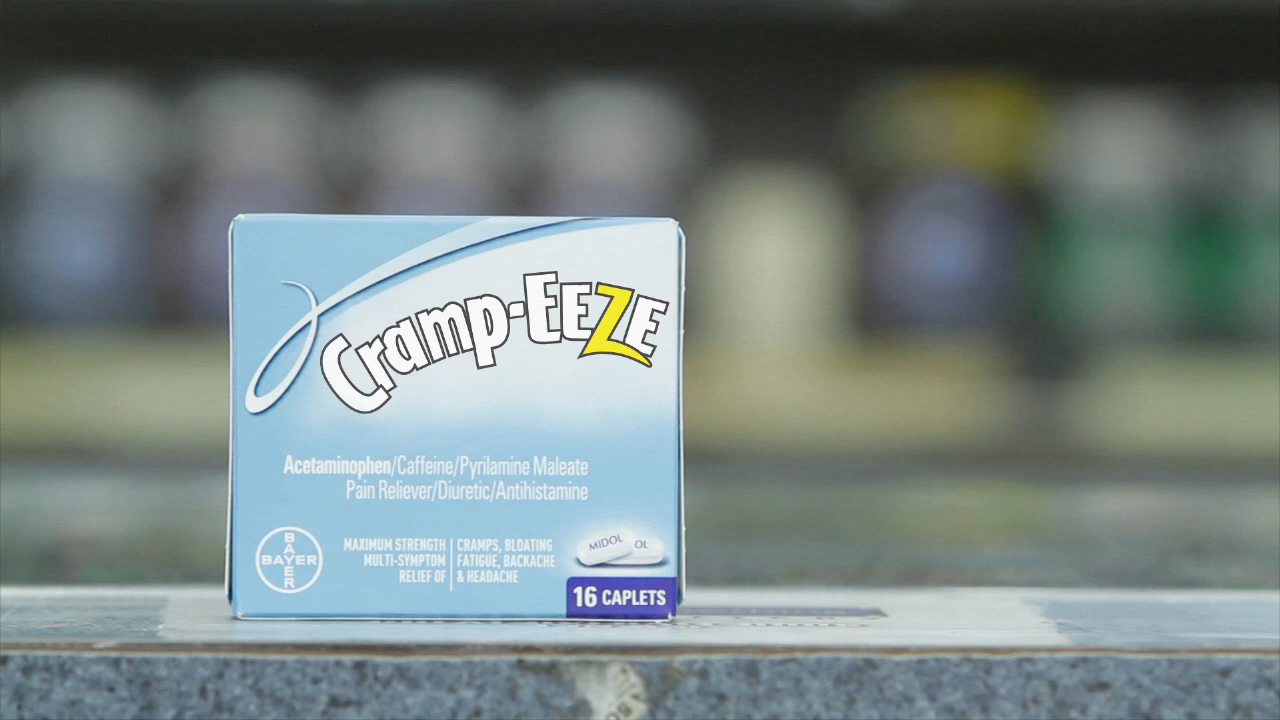 Cramp-EEZE
Acetaminophen/Caffeine/Pyrilamine Maleate
Pain Reliever/Diuretic/Antihistamine
BAYER
BAYER
MAXIMUM STRENGTH
MULTI-SYMPTOM
RELIEF OF
CRAMPS, BLOATING
FATIGUE, BACKACHE
& HEADACHE
MIDOL
OL
16 CAPLETS